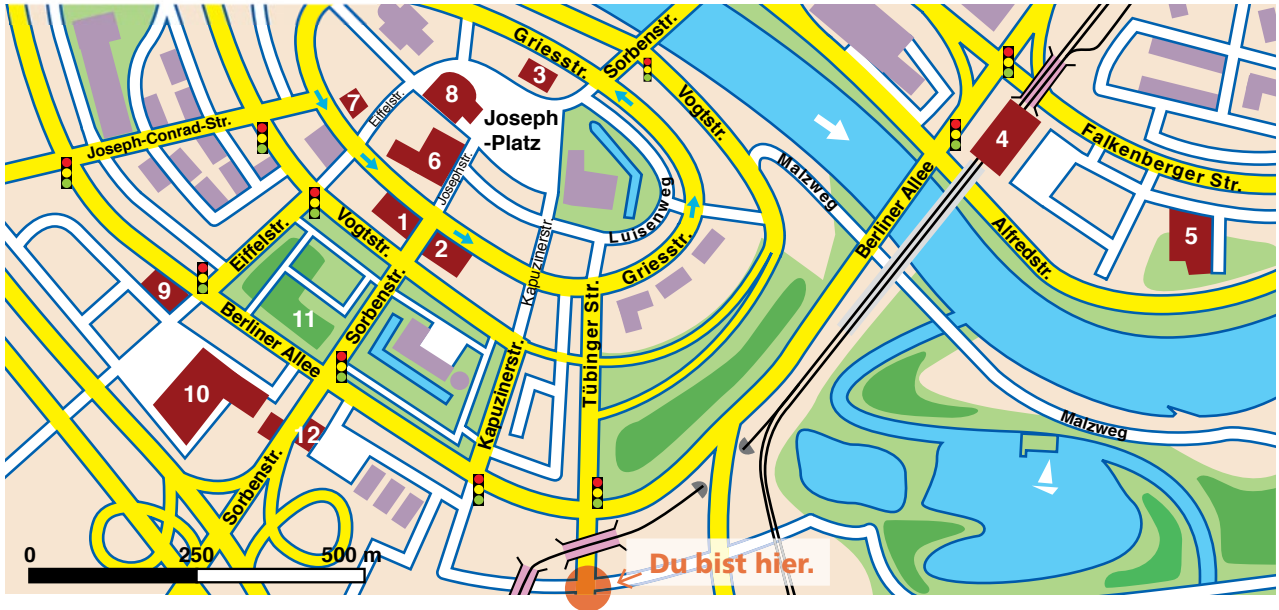 Griesstr.
Sorbenstr.
3
Vogtstr.
8
7
Eiffelstr.
Joseph
-Platz
4
Joseph-Conrad-Str.
Falkenberger Str.
6
Josephstr.
Malzweg
Berliner Allee
1
Vogtstr.
2
Luisenweg
Griesstr.
Kapuzinerstr.
5
Alfredstr.
Eiffelstr.
9
Sorbenstr.
11
Berliner Allee
Tübinger Str.
Kapuzinerstr.
10
12
Malzweg
Sorbenstr.
0
250
500 m
Du bist hier.